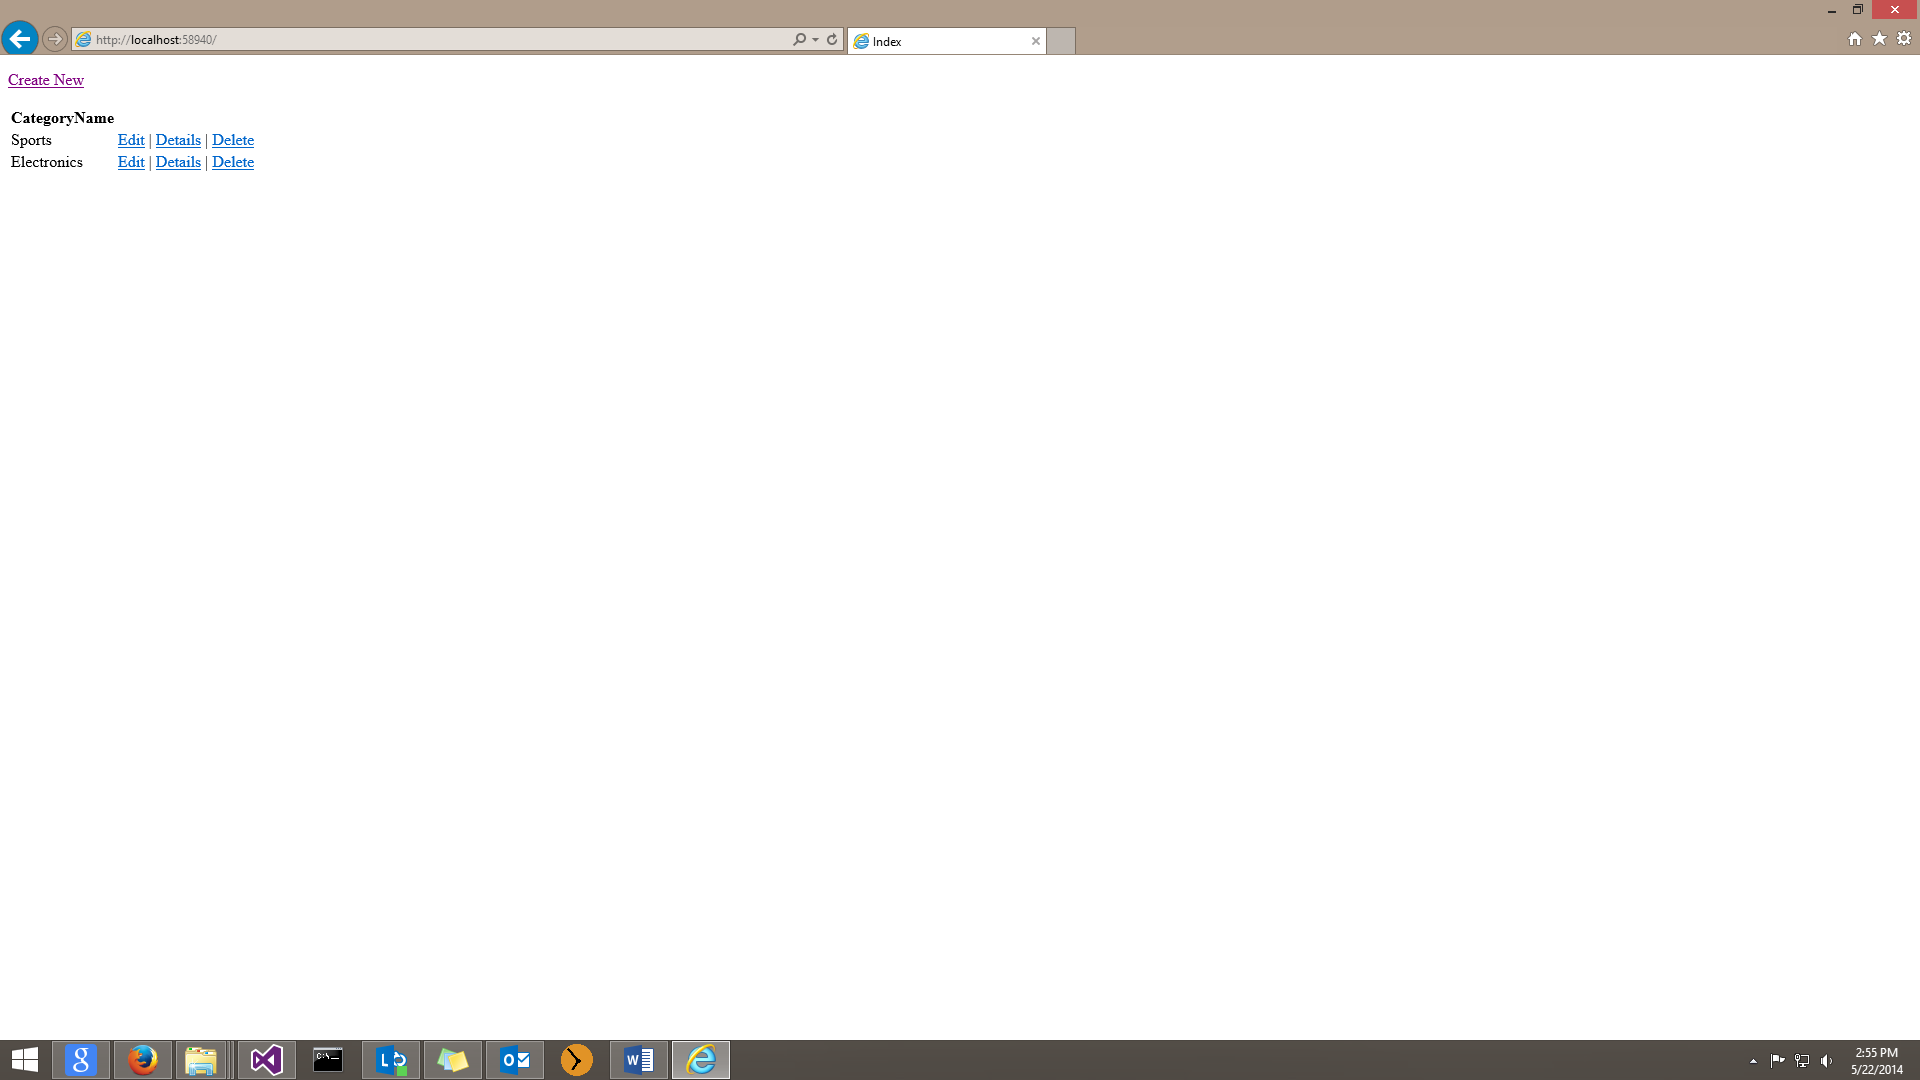 http://localhost:58940/
Index
Create New
CategoryName
Sports Edit | Details | Delete
Electronics Edit | Details | Delete
2:55 PM
5/22/2014